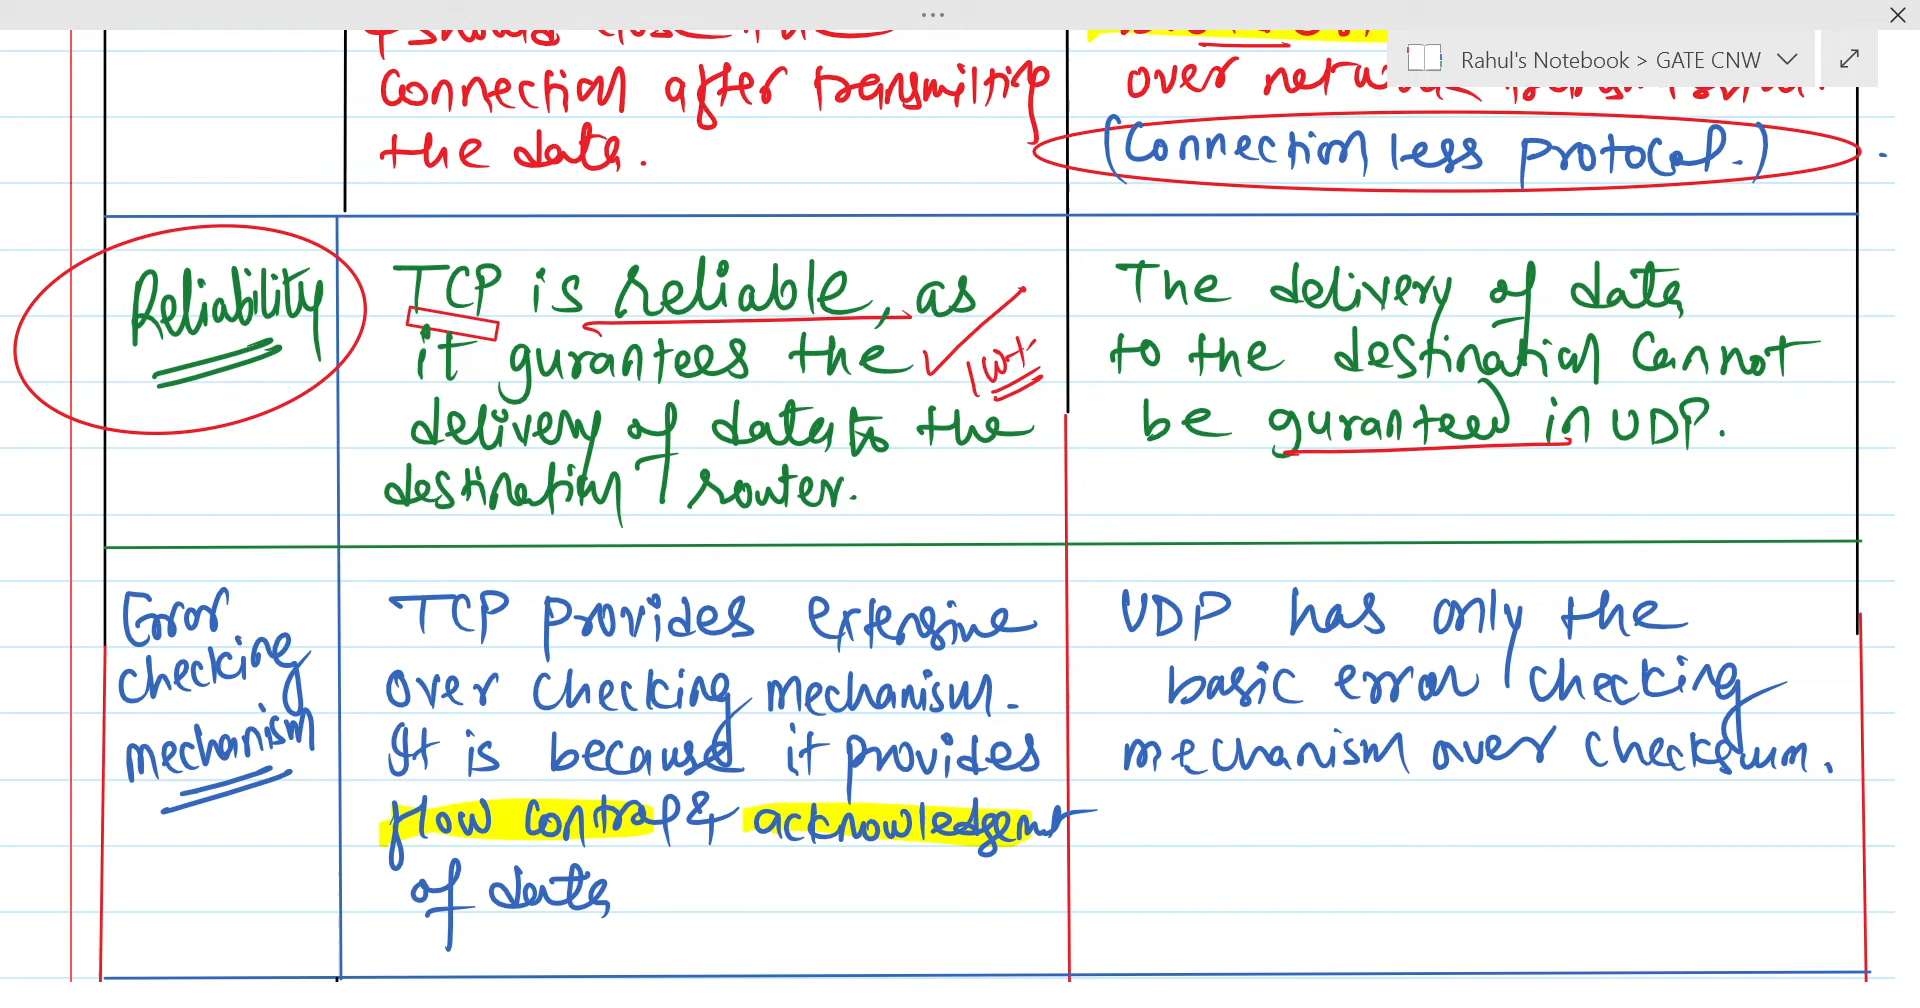 Connection after transmitting
the data.
over
(Connection less protocol.)
Rahul's Notebook > GATE CNW
Reliability
TCP is reliable, as
it gurantees the
delivery of data to the
destination router.
1 wt.
The delivery of data
to the destination cannot
be guranteed in UDP.
Error
checking
mechanism
TCP provides extensive
over checking mechanism.
It is because it provides
flow control & acknowledgement
of data
UDP has only the
basic error checking
mechanism over checksum.